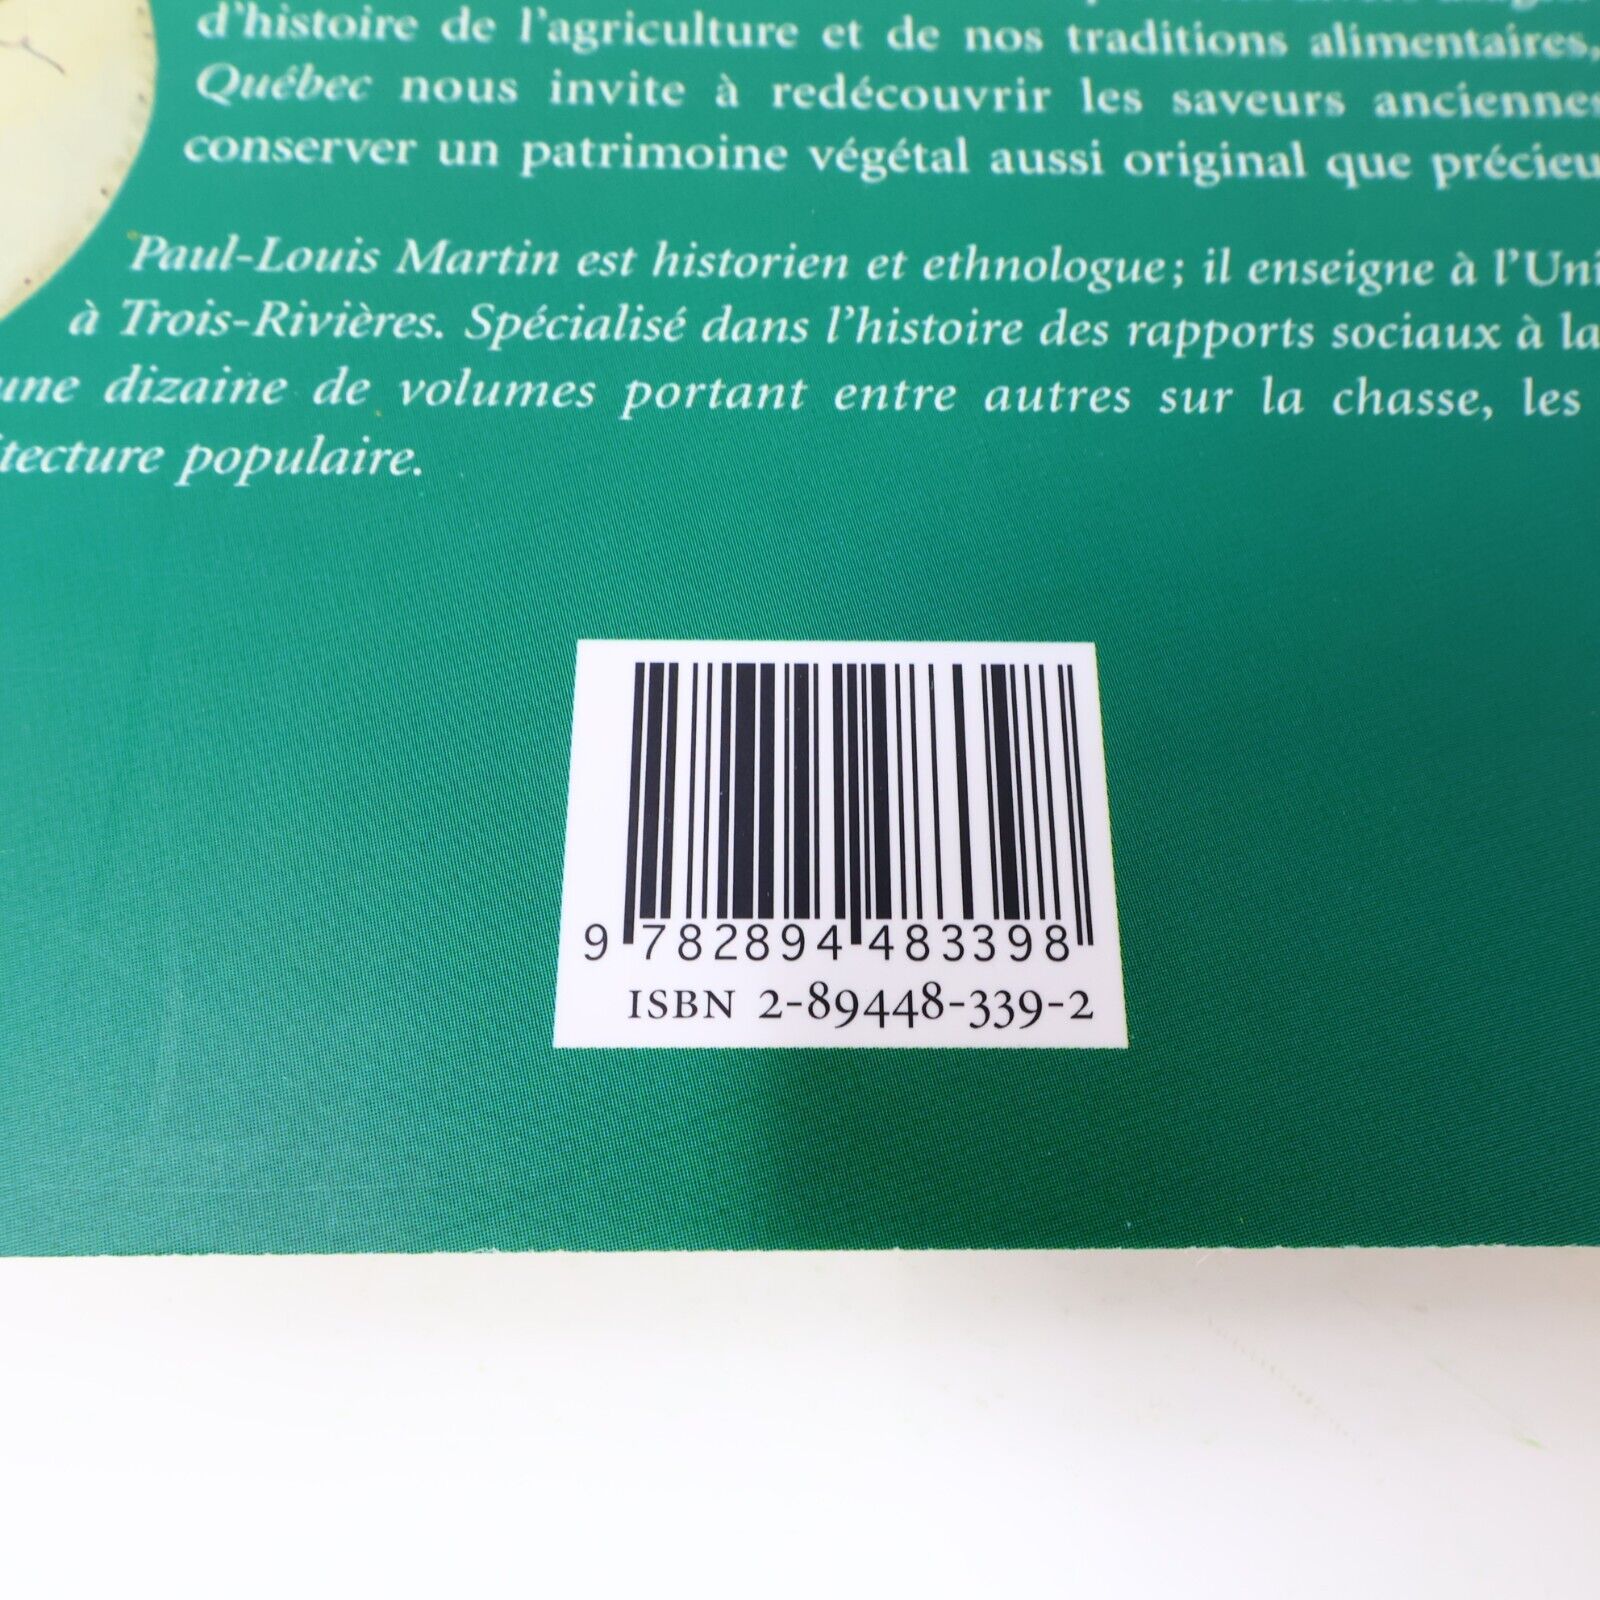 d'histoire de l'agriculture et de nos traditions alimentaires,
Québec nous invite à redécouvrir les saveurs anciennes
conserver un patrimoine végétal aussi original que précieu
Paul-Louis Martin est historien et ethnologue; il enseigne à l'Uni
à Trois-Rivières. Spécialisé dans l'histoire des rapports sociaux à la
une dizaine de volumes portant entre autres sur la chasse, les
itecture populaire.
9 782894 483398
ISBN 2-89448-339-2